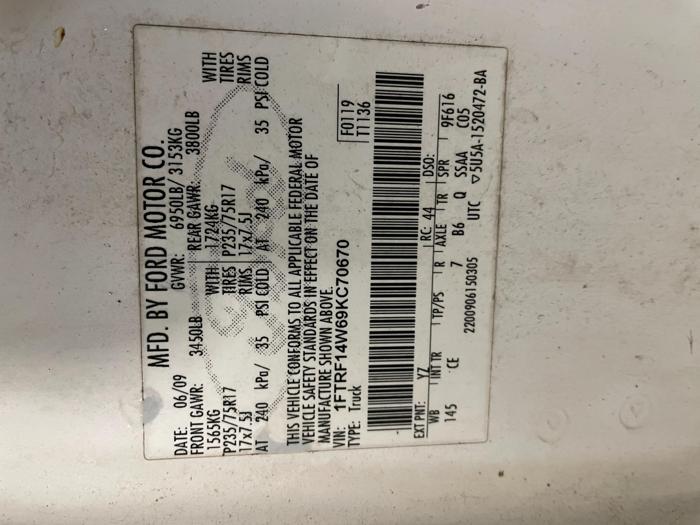 MFD. BY FORD MOTOR CO.
DATE: 06/09 GVWR: 6950LB/ 3153KG
FRONT GAWR: 3450LB REAR GAWR: 3800LB
1565KG WITH 1724KG WITH
P235/75R17 TIRES P235/75R17 TIRES
17x7.5J RIMS 17x7.5J RIMS
AT 240 kPa/ 35 PSI COLD AT 240 kPa/ 35 PSI COLD
THIS VEHICLE CONFORMS TO ALL APPLICABLE FEDERAL MOTOR
VEHICLE SAFETY STANDARDS IN EFFECT ON THE DATE OF
MANUFACTURE SHOWN ABOVE.
VIN: 1FTRF14W69KC70670 F0119
TYPE: Truck T1136
EXT PNT: YZ RC: 44 DSO:
WB INT TR TP/PS R AXLE TR SPR 9F616
145 CE 7 B6 Q SSAA C05
2200906150305 UTC ▽5U5A-1520472-BA